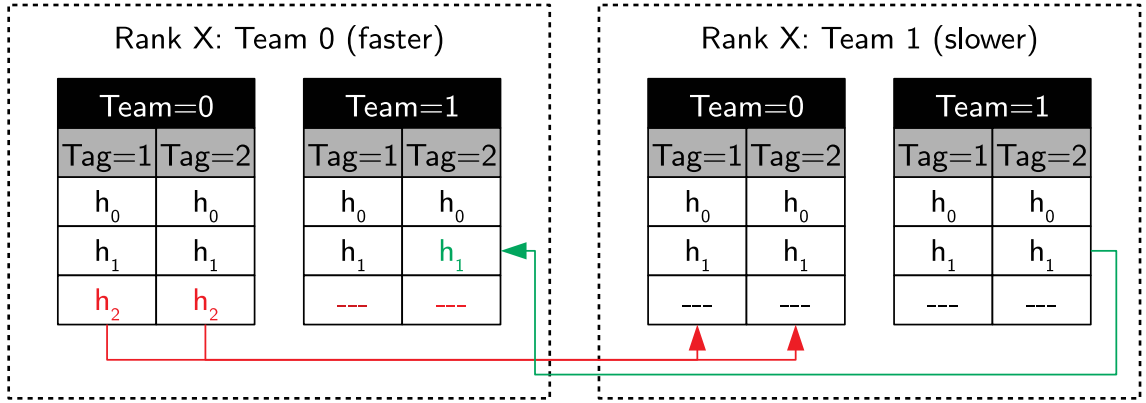 Rank X: Team 0 (faster)
Team=0
Tag=1 Tag=2
h₀ h₀
h₁ h₁
h₂ h₂
Team=1
Tag=1 Tag=2
h₀ h₀
h₁ h₁
--- ---
Rank X: Team 1 (slower)
Team=0
Tag=1 Tag=2
h₀ h₀
h₁ h₁
--- ---
Team=1
Tag=1 Tag=2
h₀ h₀
h₁ h₁
--- ---